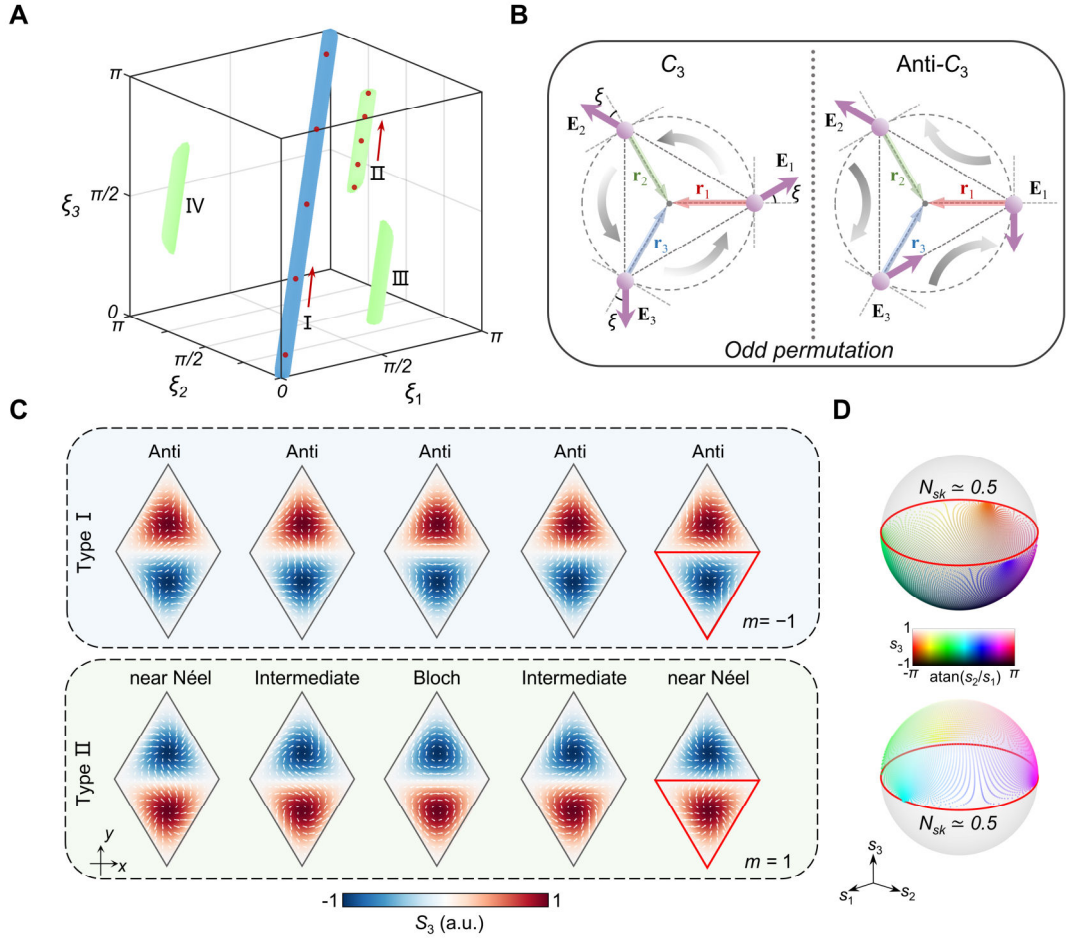 A
π
π/2
0
π
ξ₃
IV
II
III
I
π/2
ξ₂
0
π/2
ξ₁
π
B
C₃
Anti-C₃
ξ
E₂
E₁
r₂
r₁
ξ
r₃
ξ
E₃
E₂
E₁
r₂
r₁
r₃
E₃
Odd permutation
C
Type I
Anti
Anti
Anti
Anti
Anti
m= −1
Type II
near Néel
Intermediate
Bloch
Intermediate
near Néel
y
x
m = 1
-1
1
S₃ (a.u.)
D
Nₛₖ ≃ 0.5
1
s₃
-1
-π
atan(s₂/s₁)
π
Nₛₖ ≃ 0.5
s₃
s₁
s₂